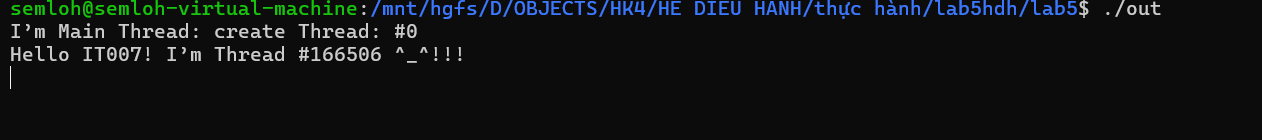 semloh@semloh-virtual-machine:/mnt/hgfs/D/OBJECTS/HK4/HE DIEU HANH/thực hành/lab5hdh/lab5$ ./out
I’m Main Thread: create Thread: #0
Hello IT007! I’m Thread #166506 ^_^!!!